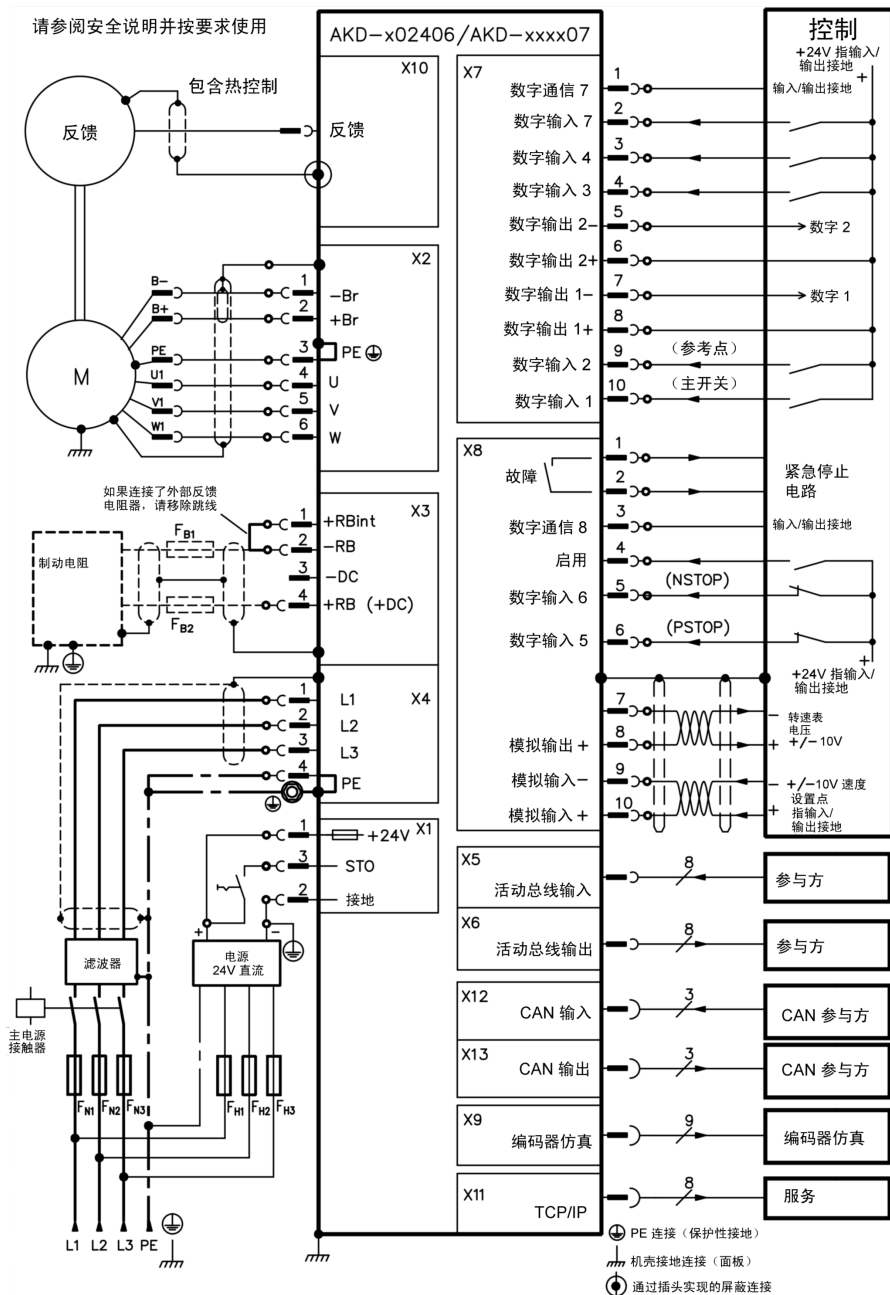 请参阅安全说明并按要求使用
AKD-x02406/AKD-xxxx07
X10
包含热控制
反馈
反馈
X2
B-
1
-Br
B+
2
+Br
PE
3
PE
M
U1
4
U
V1
5
V
W1
6
W
如果连接了外部反馈
电阻器，请移除跳线
X3
制动电阻
FB1
1
+RBint
2
-RB
3
-DC
4
+RB (+DC)
FB2
X4
1
L1
2
L2
3
L3
4
PE
X1
1
+24V
3
STO
2
接地
+
-
滤波器
电源
24V 直流
主电源
接触器
FN1
FN2
FN3
FH1
FH2
FH3
L1
L2
L3
PE
X7
数字通信 7
1
数字输入 7
2
数字输入 4
3
数字输入 3
4
数字输出 2-
5
数字输出 2+
6
数字输出 1-
7
数字输出 1+
8
数字输入 2
9
（参考点）
数字输入 1
10
（主开关）
控制
+24V 指输入/
输出接地
+
输入/输出接地
数字 2
数字 1
X8
故障
1
2
紧急停止
电路
数字通信 8
3
输入/输出接地
启用
4
数字输入 6
5
(NSTOP)
数字输入 5
6
(PSTOP)
+
+24V 指输入/
输出接地
7
-
转速表
电压
模拟输出 +
8
+
+/-10V
模拟输入-
9
-
+/-10V 速度
设置点
模拟输入 +
10
+
指输入/
输出接地
X5
活动总线输入
8
参与方
X6
活动总线输出
8
参与方
X12
CAN 输入
3
CAN 参与方
X13
CAN 输出
3
CAN 参与方
X9
编码器仿真
9
编码器仿真
X11
TCP/IP
8
服务
PE 连接（保护性接地）
机壳接地连接（面板）
通过插头实现的屏蔽连接